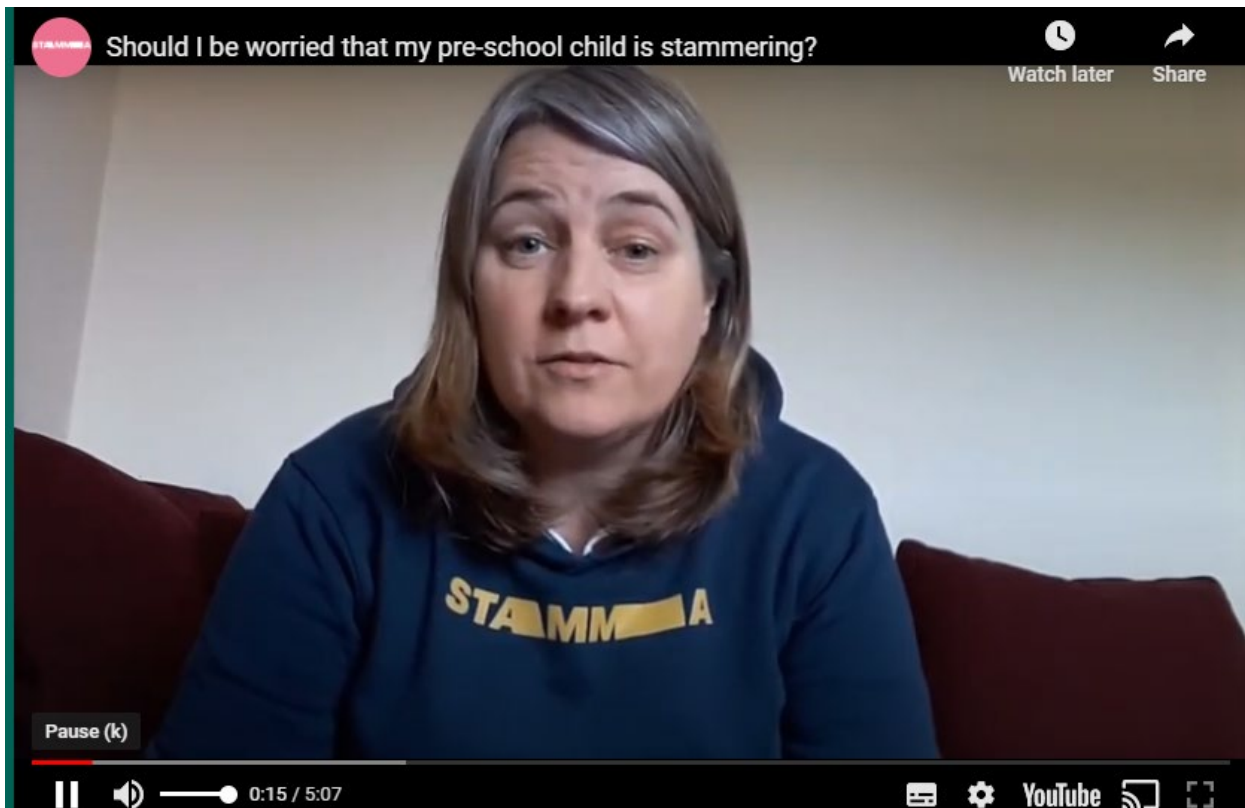 STAMMA
Should I be worried that my pre-school child is stammering?
Watch later
Share
STAMMA
Pause (k)
0:15 / 5:07
YouTube